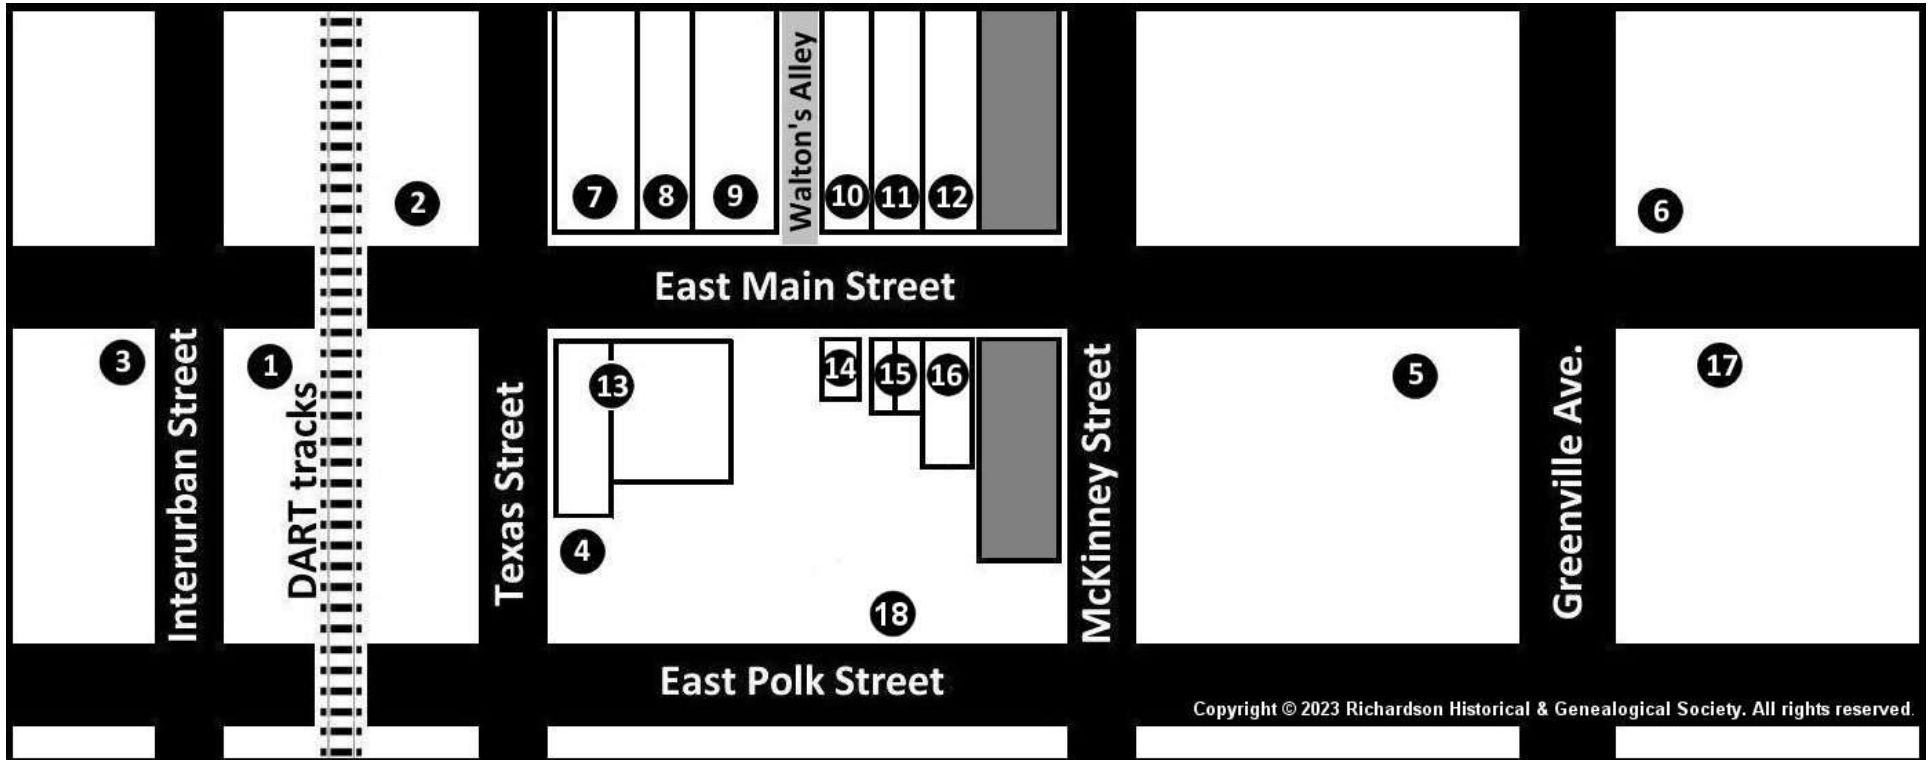 Walton's Alley
2
7
8
9
10
11
12
6
East Main Street
3
1
13
14
15
16
5
17
Interurban Street
DART tracks
Texas Street
McKinney Street
Greenville Ave.
4
18
East Polk Street
Copyright © 2023 Richardson Historical & Genealogical Society. All rights reserved.